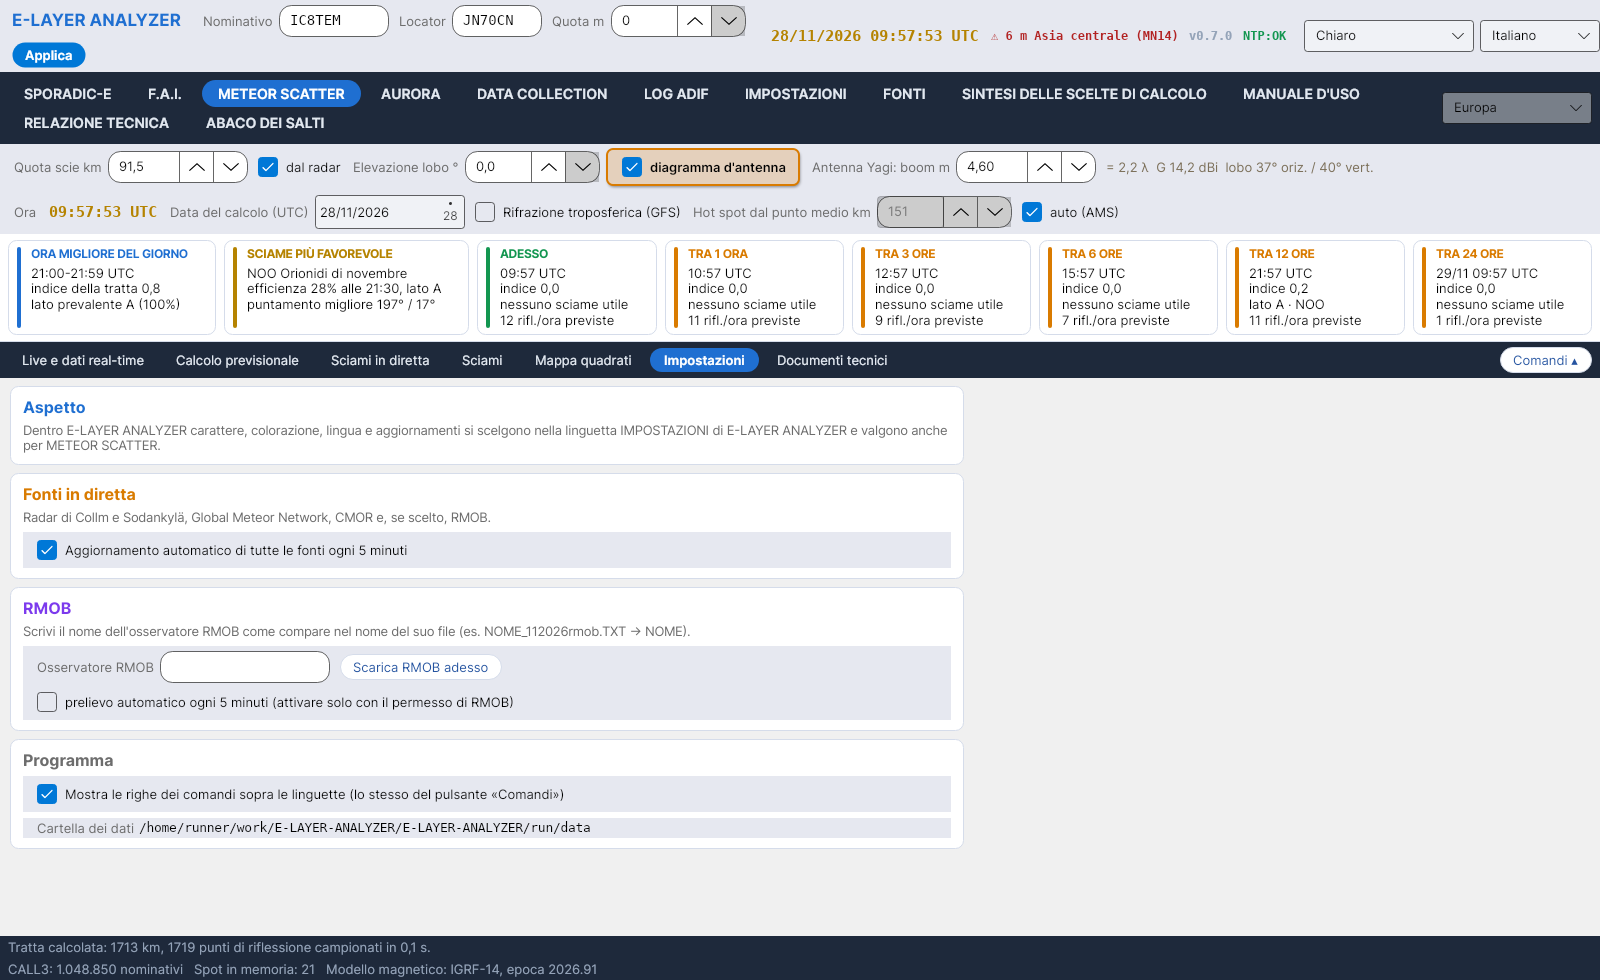 E-LAYER ANALYZER Nominativo IC8TEM Locator JN70CN Quota m 0
28/11/2026 09:57:53 UTC ⚠ 6 m Asia centrale (MN14) v0.7.0 NTP:OK Chiaro Italiano
Applica
SPORADIC-E F.A.I. METEOR SCATTER AURORA DATA COLLECTION LOG ADIF IMPOSTAZIONI FONTI SINTESI DELLE SCELTE DI CALCOLO MANUALE D'USO
RELAZIONE TECNICA ABACO DEI SALTI
Europa
Quota scie km 91,5 dal radar Elevazione lobo ° 0,0 diagramma d'antenna Antenna Yagi: boom m 4,60 = 2,2 λ G 14,2 dBi lobo 37° oriz. / 40° vert.
Ora 09:57:53 UTC Data del calcolo (UTC) 28/11/2026 28 Rifrazione troposferica (GFS) Hot spot dal punto medio km 151 auto (AMS)
ORA MIGLIORE DEL GIORNO
21:00-21:59 UTC
indice della tratta 0,8
lato prevalente A (100%)
SCIAME PIÙ FAVOREVOLE
NOO Orionidi di novembre
efficienza 28% alle 21:30, lato A
puntamento migliore 197° / 17°
ADESSO
09:57 UTC
indice 0,0
nessuno sciame utile
12 rifl./ora previste
TRA 1 ORA
10:57 UTC
indice 0,0
nessuno sciame utile
11 rifl./ora previste
TRA 3 ORE
12:57 UTC
indice 0,0
nessuno sciame utile
9 rifl./ora previste
TRA 6 ORE
15:57 UTC
indice 0,0
nessuno sciame utile
7 rifl./ora previste
TRA 12 ORE
21:57 UTC
indice 0,2
lato A · NOO
11 rifl./ora previste
TRA 24 ORE
29/11 09:57 UTC
indice 0,0
nessuno sciame utile
1 rifl./ora previste
Live e dati real-time Calcolo previsionale Sciami in diretta Sciami Mappa quadrati Impostazioni Documenti tecnici Comandi ▴
Aspetto
Dentro E-LAYER ANALYZER carattere, colorazione, lingua e aggiornamenti si scelgono nella linguetta IMPOSTAZIONI di E-LAYER ANALYZER e valgono anche
per METEOR SCATTER.
Fonti in diretta
Radar di Collm e Sodankylä, Global Meteor Network, CMOR e, se scelto, RMOB.
Aggiornamento automatico di tutte le fonti ogni 5 minuti
RMOB
Scrivi il nome dell'osservatore RMOB come compare nel nome del suo file (es. NOME_112026rmob.TXT → NOME).
Osservatore RMOB Scarica RMOB adesso
prelievo automatico ogni 5 minuti (attivare solo con il permesso di RMOB)
Programma
Mostra le righe dei comandi sopra le linguette (lo stesso del pulsante «Comandi»)
Cartella dei dati /home/runner/work/E-LAYER-ANALYZER/E-LAYER-ANALYZER/run/data
Tratta calcolata: 1713 km, 1719 punti di riflessione campionati in 0,1 s.
CALL3: 1.048.850 nominativi Spot in memoria: 21 Modello magnetico: IGRF-14, epoca 2026.91